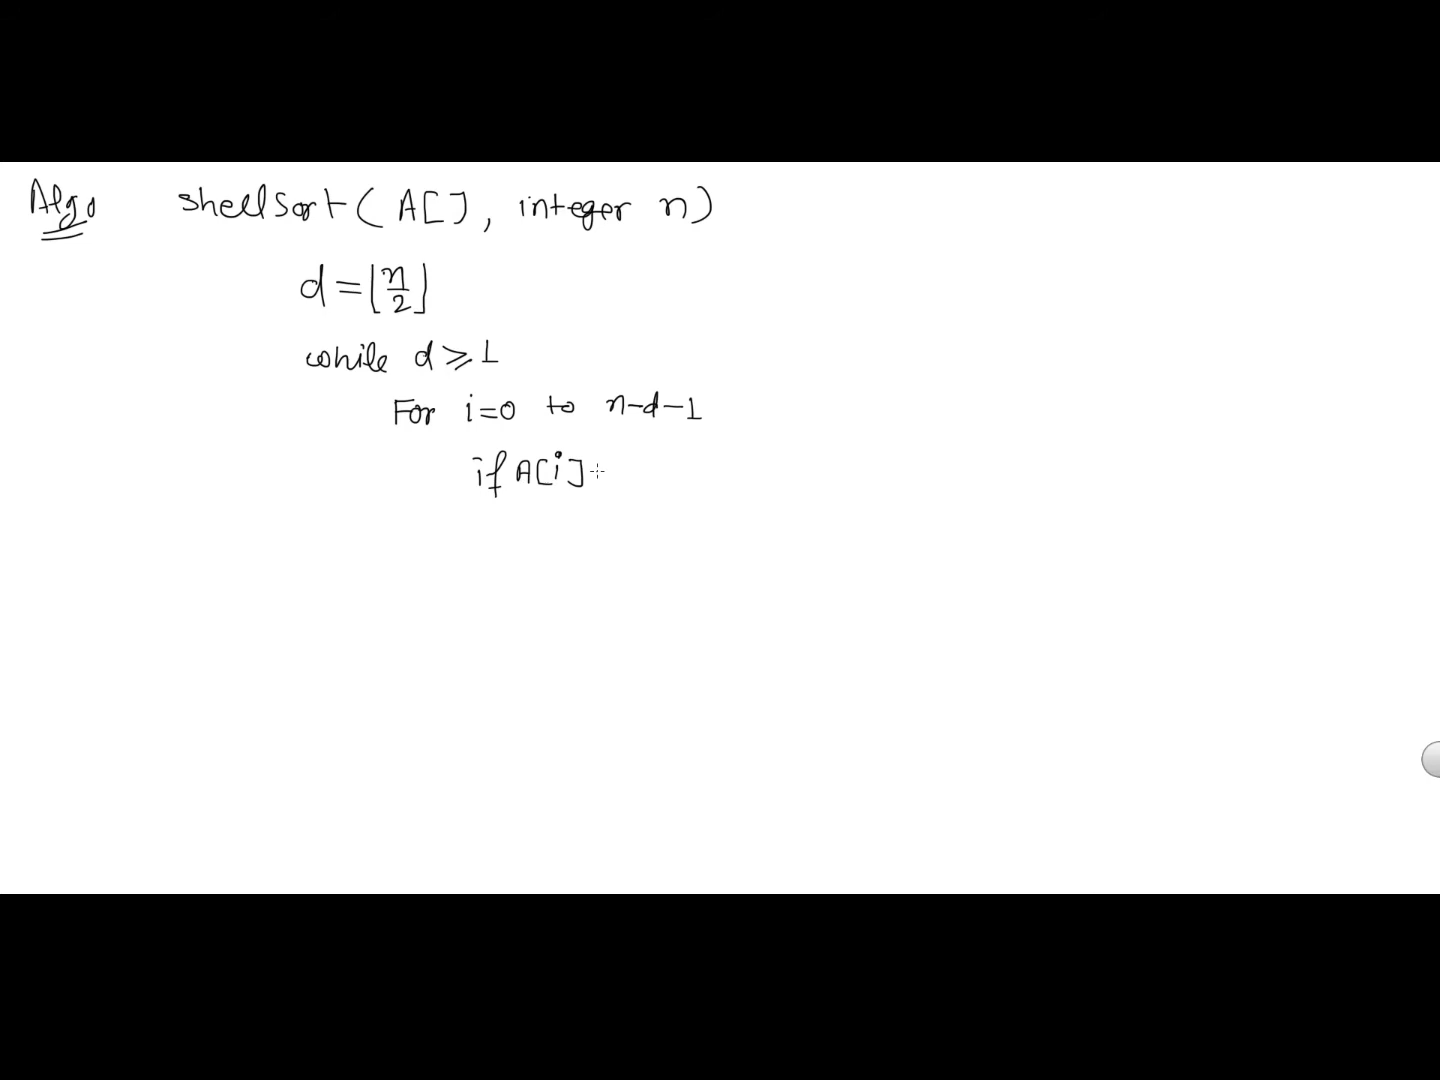 Algo shellSort(A[], integer n)
d=⌊n/2⌋
while d⩾1
For i=0 to n-d-1
if A[i]